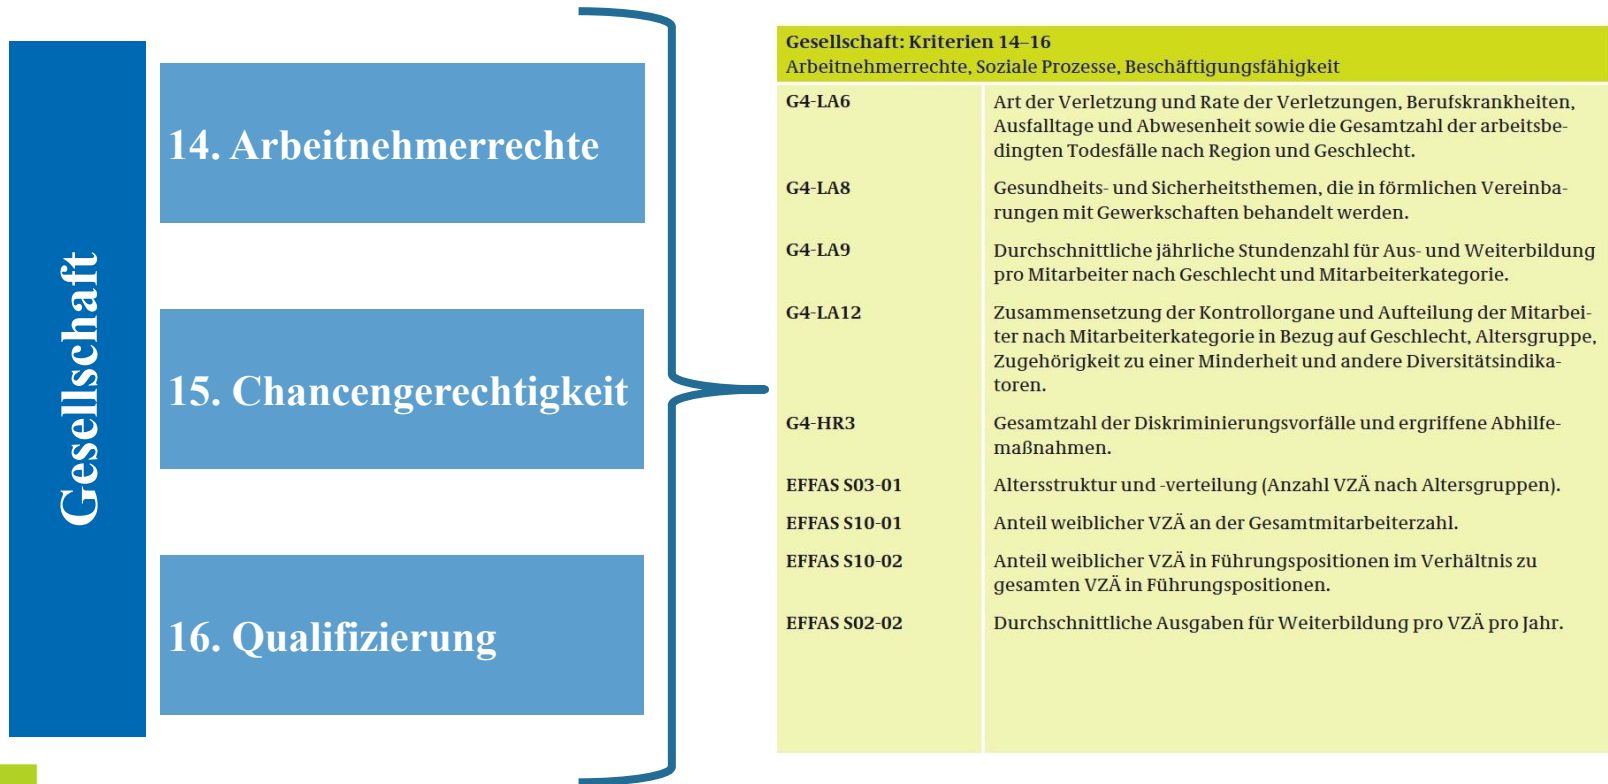 Gesellschaft
14. Arbeitnehmerrechte
15. Chancengerechtigkeit
16. Qualifizierung
Gesellschaft: Kriterien 14–16
Arbeitnehmerrechte, Soziale Prozesse, Beschäftigungsfähigkeit
G4-LA6
Art der Verletzung und Rate der Verletzungen, Berufskrankheiten,
Ausfalltage und Abwesenheit sowie die Gesamtzahl der arbeitsbe-
dingten Todesfälle nach Region und Geschlecht.
G4-LA8
Gesundheits- und Sicherheitsthemen, die in förmlichen Vereinba-
rungen mit Gewerkschaften behandelt werden.
G4-LA9
Durchschnittliche jährliche Stundenzahl für Aus- und Weiterbildung
pro Mitarbeiter nach Geschlecht und Mitarbeiterkategorie.
G4-LA12
Zusammensetzung der Kontrollorgane und Aufteilung der Mitarbei-
ter nach Mitarbeiterkategorie in Bezug auf Geschlecht, Altersgruppe,
Zugehörigkeit zu einer Minderheit und andere Diversitätsindika-
toren.
G4-HR3
Gesamtzahl der Diskriminierungsvorfälle und ergriffene Abhilfe-
maßnahmen.
EFFAS S03-01
Altersstruktur und -verteilung (Anzahl VZÄ nach Altersgruppen).
EFFAS S10-01
Anteil weiblicher VZÄ an der Gesamtmitarbeiterzahl.
EFFAS S10-02
Anteil weiblicher VZÄ in Führungspositionen im Verhältnis zu
gesamten VZÄ in Führungspositionen.
EFFAS S02-02
Durchschnittliche Ausgaben für Weiterbildung pro VZÄ pro Jahr.